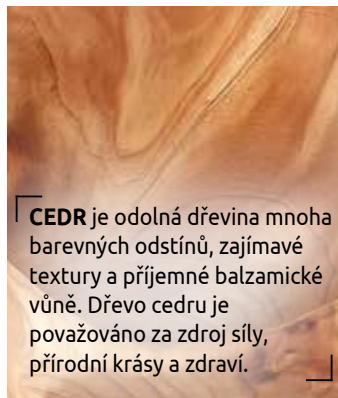 CEDR je odolná dřevina mnoha
barevných odstínů, zajímavé
textury a příjemné balzamické
vůně. Dřevo cedru je
považováno za zdroj síly,
přírodní krásy a zdraví.